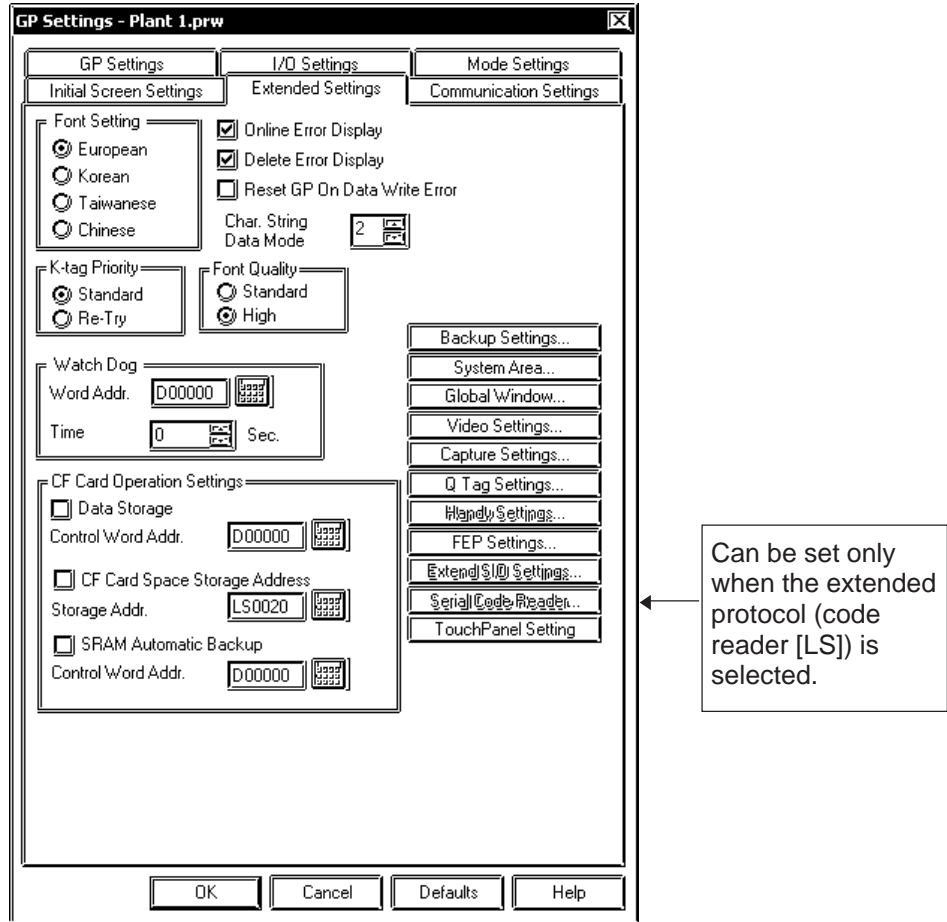 GP Settings - Plant 1.prw
GP Settings
I/O Settings
Mode Settings
Initial Screen Settings
Extended Settings
Communication Settings
Font Setting
European
Korean
Taiwanese
Chinese
Online Error Display
Delete Error Display
Reset GP On Data Write Error
Char. String
Data Mode
2
K-tag Priority
Standard
Re-Try
Font Quality
Standard
High
Watch Dog
Word Addr.
D00000
Time
0
Sec.
CF Card Operation Settings
Data Storage
Control Word Addr.
D00000
CF Card Space Storage Address
Storage Addr.
LS0020
SRAM Automatic Backup
Control Word Addr.
D00000
Backup Settings...
System Area...
Global Window...
Video Settings...
Capture Settings...
Q Tag Settings...
Handy Settings...
FEP Settings...
Extend SIO Settings...
Serial Code Reader...
TouchPanel Setting
Can be set only
when the extended
protocol (code
reader [LS]) is
selected.
OK
Cancel
Defaults
Help